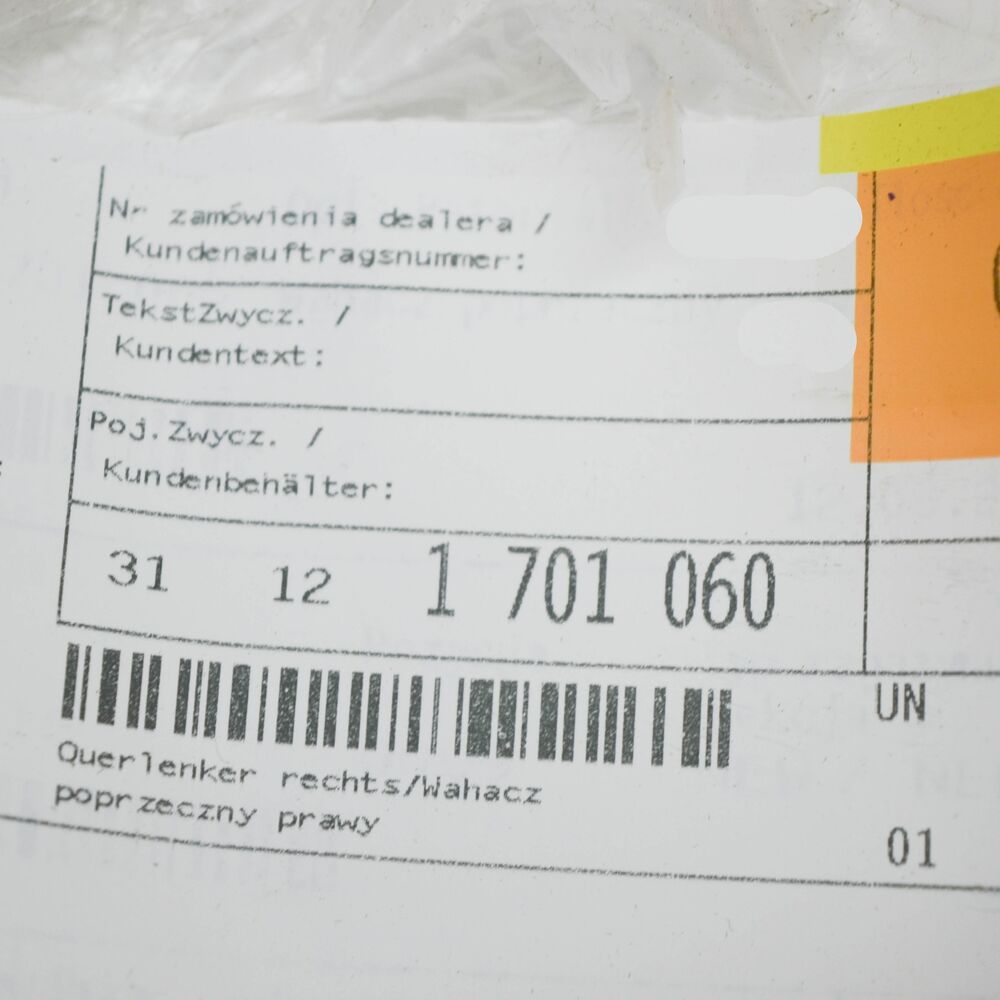 Nr zamówienia dealera /
Kundenauftragsnummer:
TekstZwycz. /
Kundentext:
Poj.Zwycz. /
Kundenbehälter:
31 12 1 701 060
UN
Querlenker rechts/Wahacz
poprzeczny prawy
01